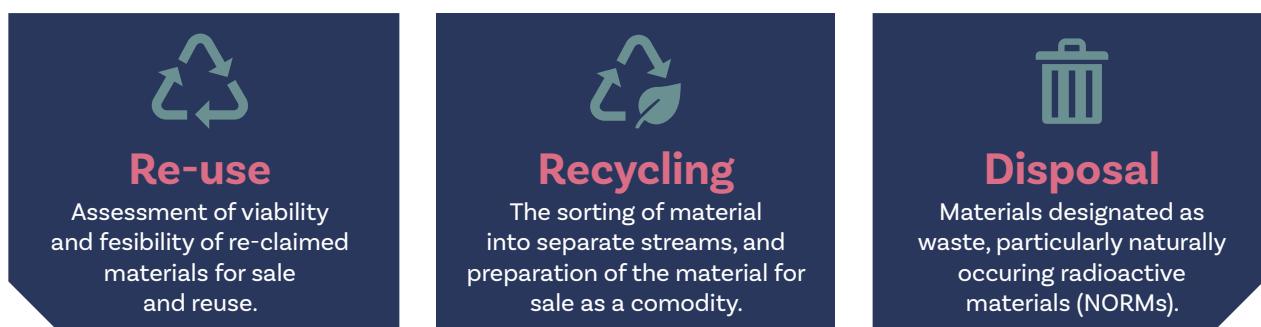 Re-use
Assessment of viability
and fesibility of re-claimed
materials for sale
and reuse.
Recycling
The sorting of material
into separate streams, and
preparation of the material for
sale as a comodity.
Disposal
Materials designated as
waste, particularly naturally
occuring radioactive
materials (NORMs).